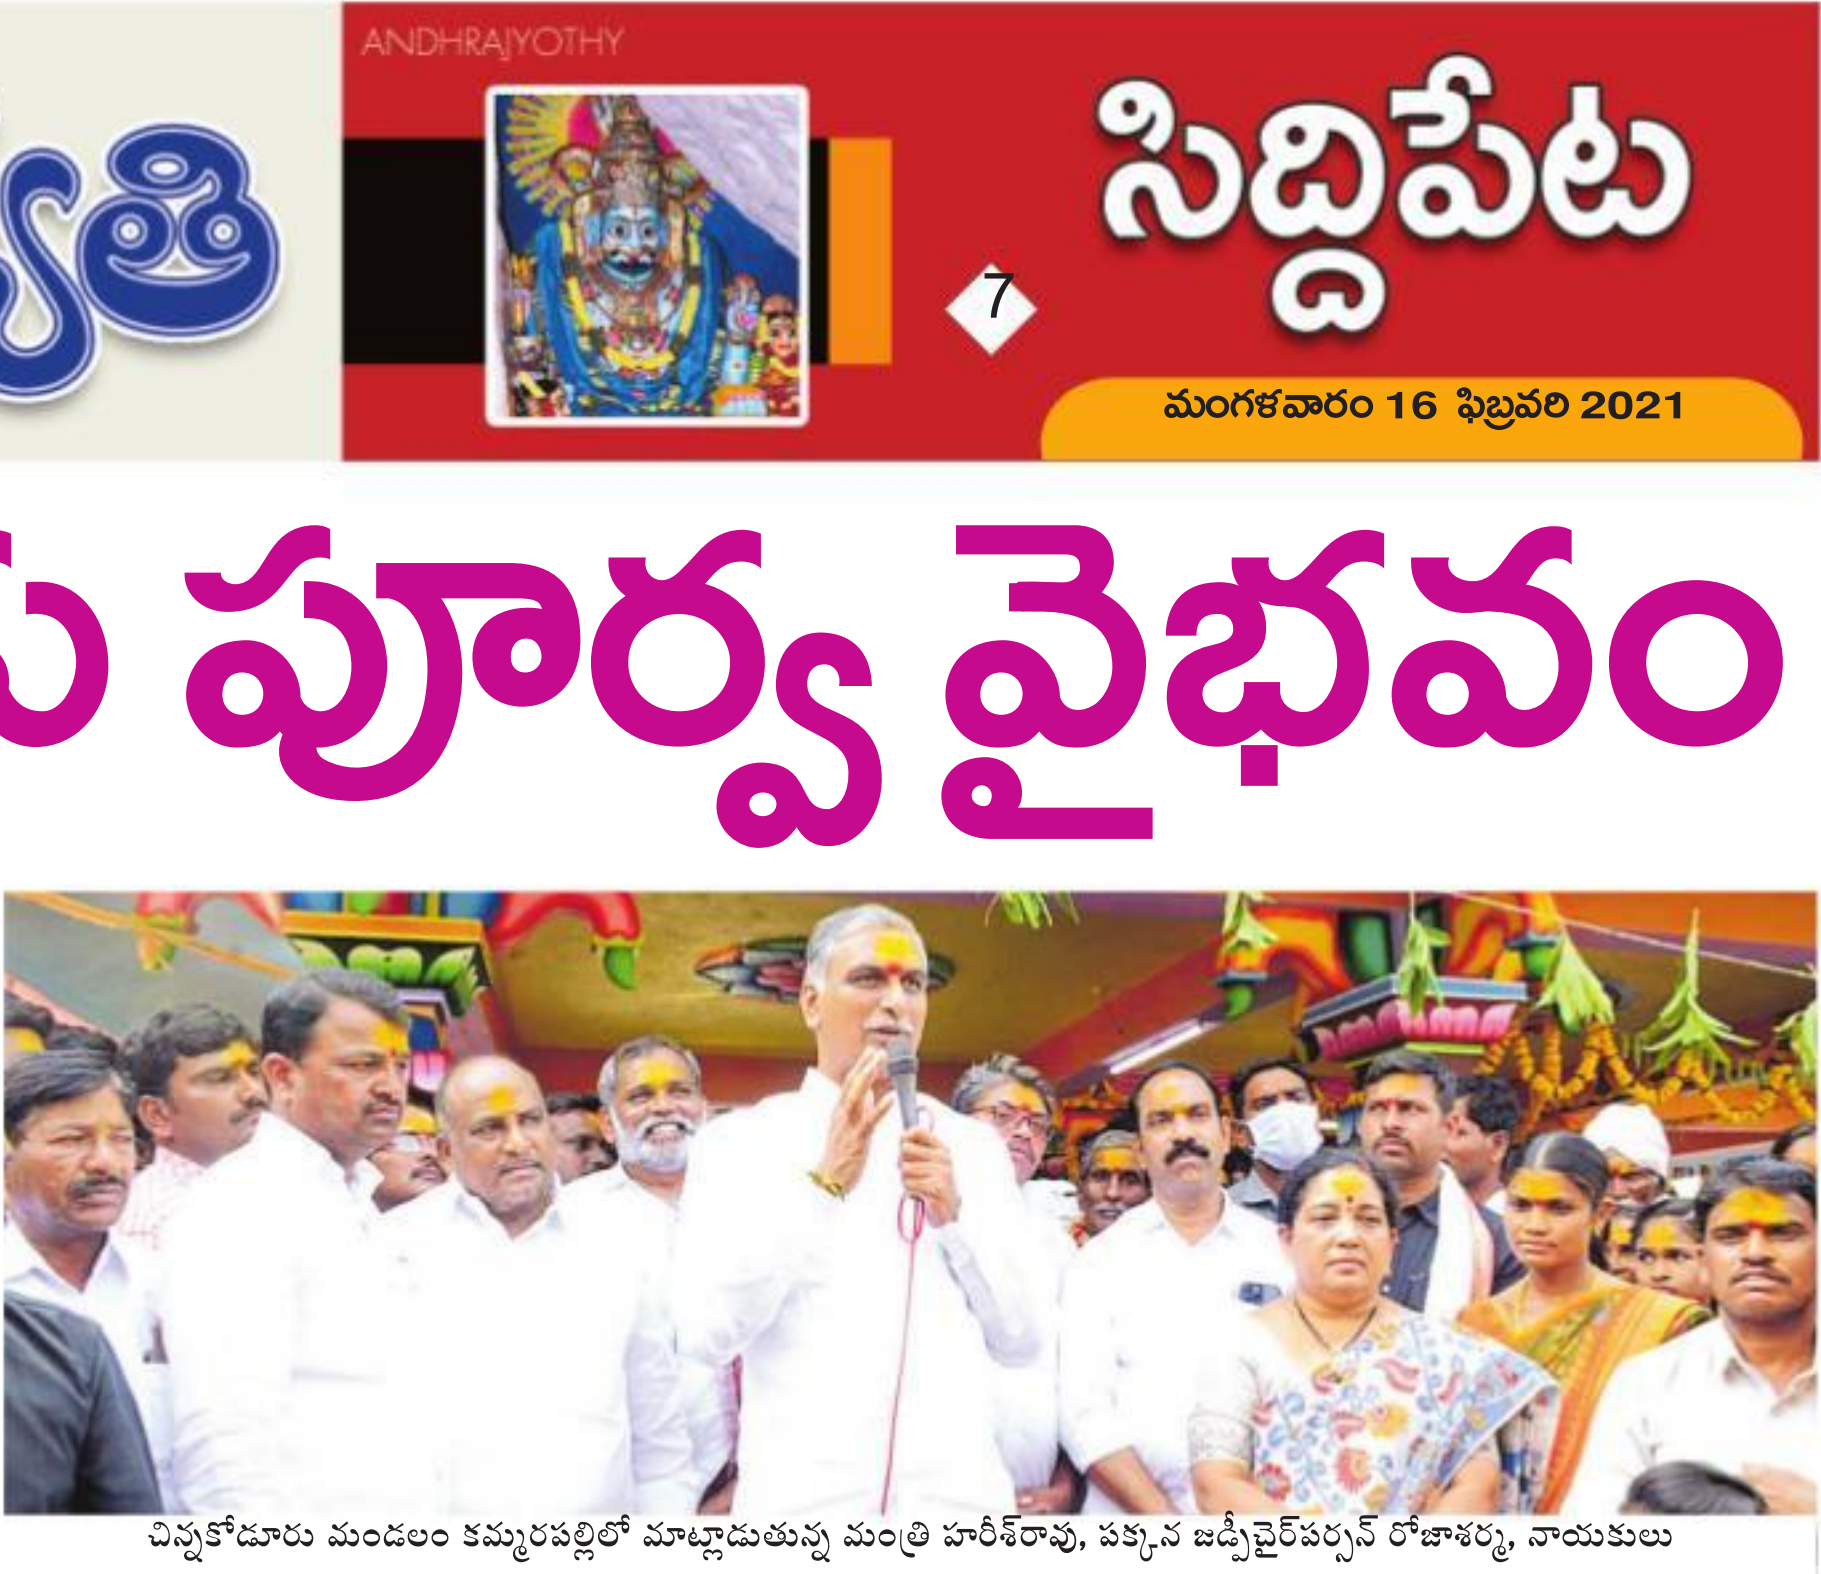 ANDHRAJYOTHY
సిద్దిపేట
7
మంగళవారం 16 ఫిబ్రవరి 2021
పూర్వ వైభవం
చిన్నకోడూరు మండలం కమ్మరపల్లిలో మాట్లాడుతున్న మంత్రి హరీశ్‌రావు, పక్కన జడ్పీచైర్‌పర్సన్ రోజాశర్మ, నాయకులు